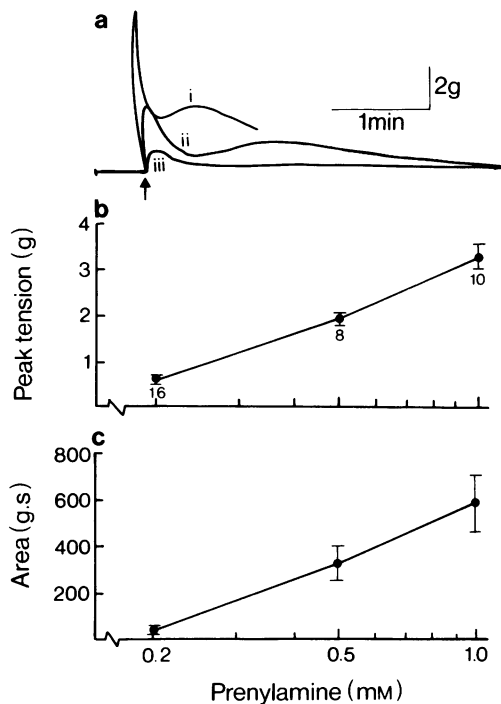 a
i
ii
iii
2g
1min
b
Peak tension (g)
4
3
2
1
16
8
10
c
Area (g.s)
800
600
400
200
0.2
0.5
1.0
Prenylamine (mM)